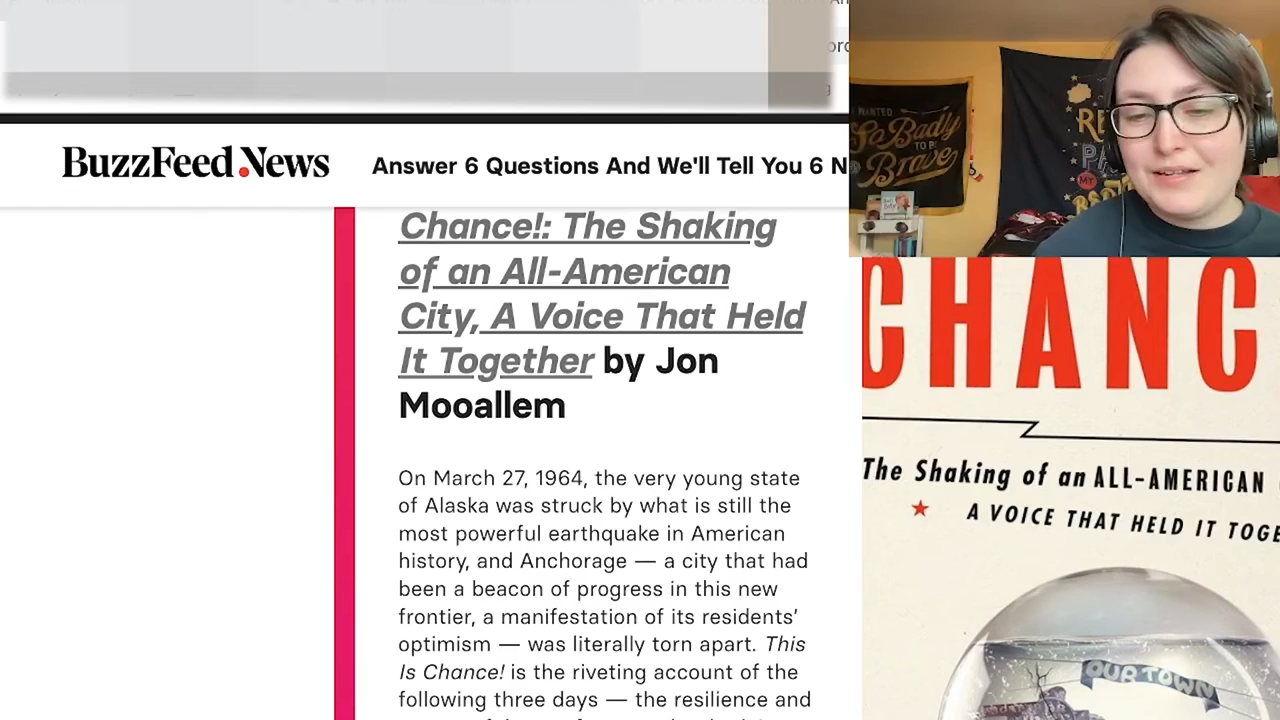 BuzzFeed News
Answer 6 Questions And We'll Tell You 6 N
Chance!: The Shaking
of an All-American
City, A Voice That Held
It Together by Jon
Mooallem
On March 27, 1964, the very young state
of Alaska was struck by what is still the
most powerful earthquake in American
history, and Anchorage — a city that had
been a beacon of progress in this new
frontier, a manifestation of its residents’
optimism — was literally torn apart. This
Is Chance! is the riveting account of the
following three days — the resilience and
WANTED
So Badly
TO BE
Brave
CHANC
The Shaking of an ALL-AMERICAN
A VOICE THAT HELD IT TOGE
OUR TOWN